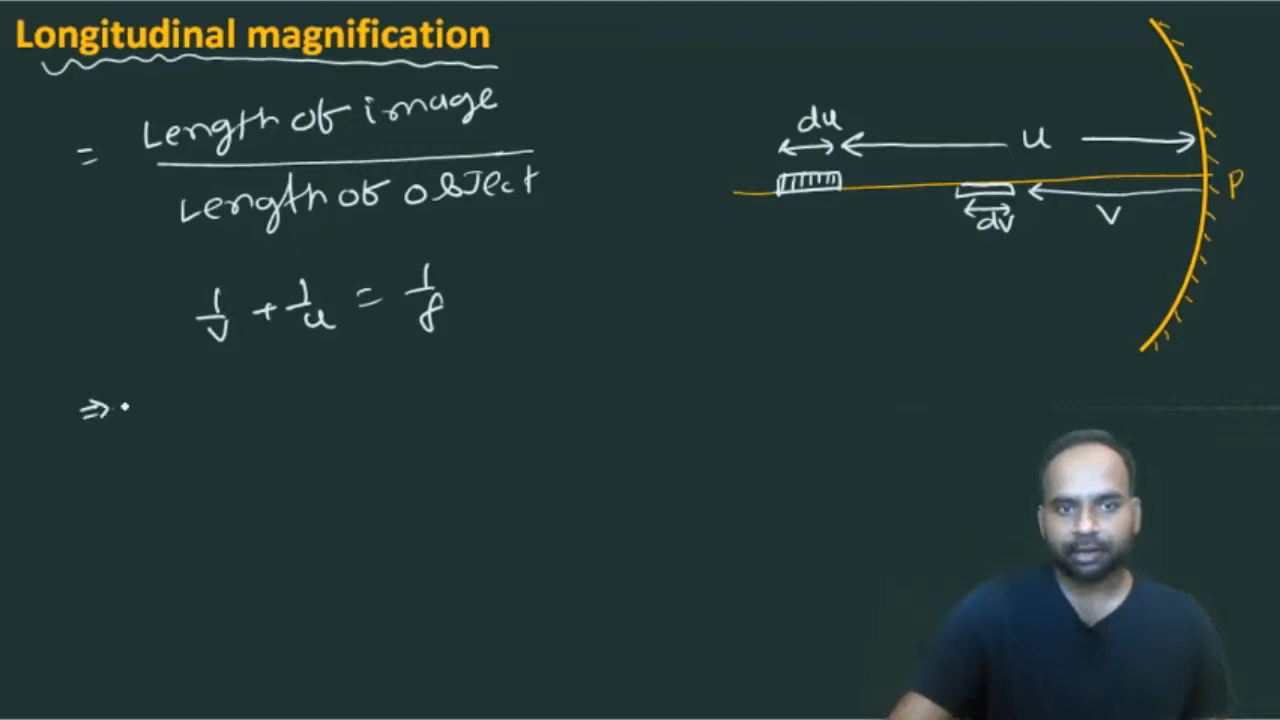 Longitudinal magnification
= Length of image / Length of object
1/v + 1/u = 1/f
⇒
du
u
dv
v
P